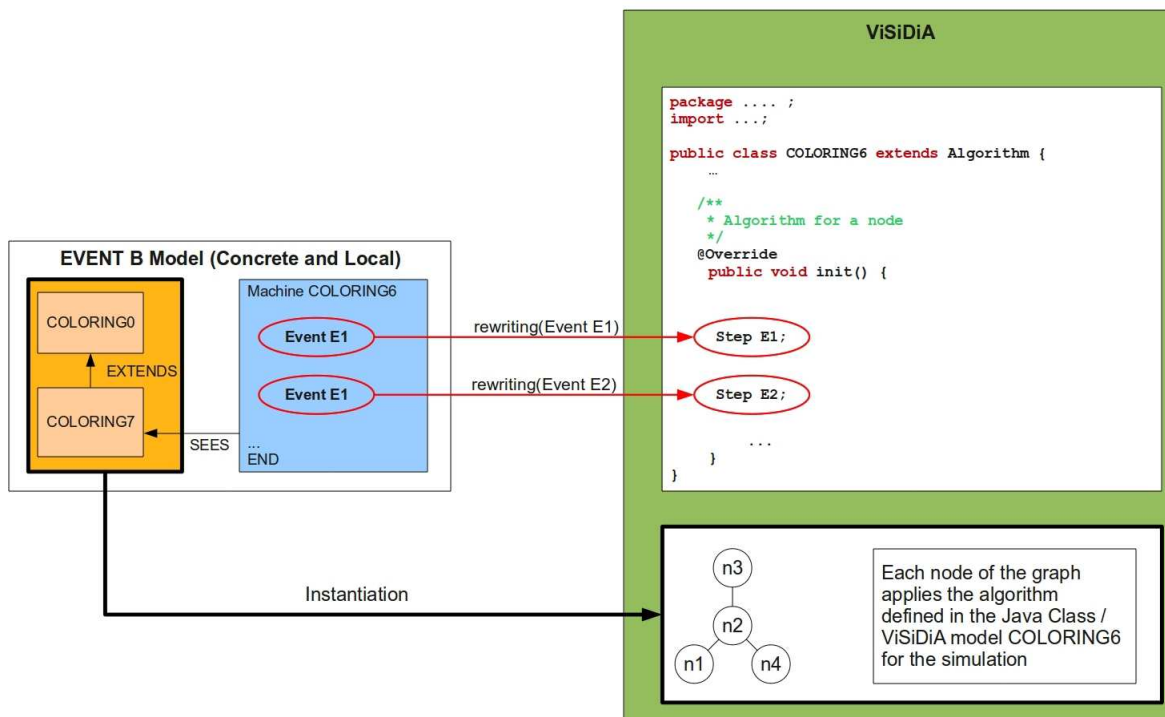 EVENT B Model (Concrete and Local)
COLORING0
EXTENDS
COLORING7
SEES
Machine COLORING6
Event E1
Event E1
...
END
rewriting(Event E1)
rewriting(Event E2)
Instantiation
ViSiDiA
package .... ;
import ...;
public class COLORING6 extends Algorithm {
…
/**
* Algorithm for a node
*/
@Override
public void init() {
Step E1;
Step E2;
...
}
}
n3
n2
n1
n4
Each node of the graph
applies the algorithm
defined in the Java Class /
ViSiDiA model COLORING6
for the simulation